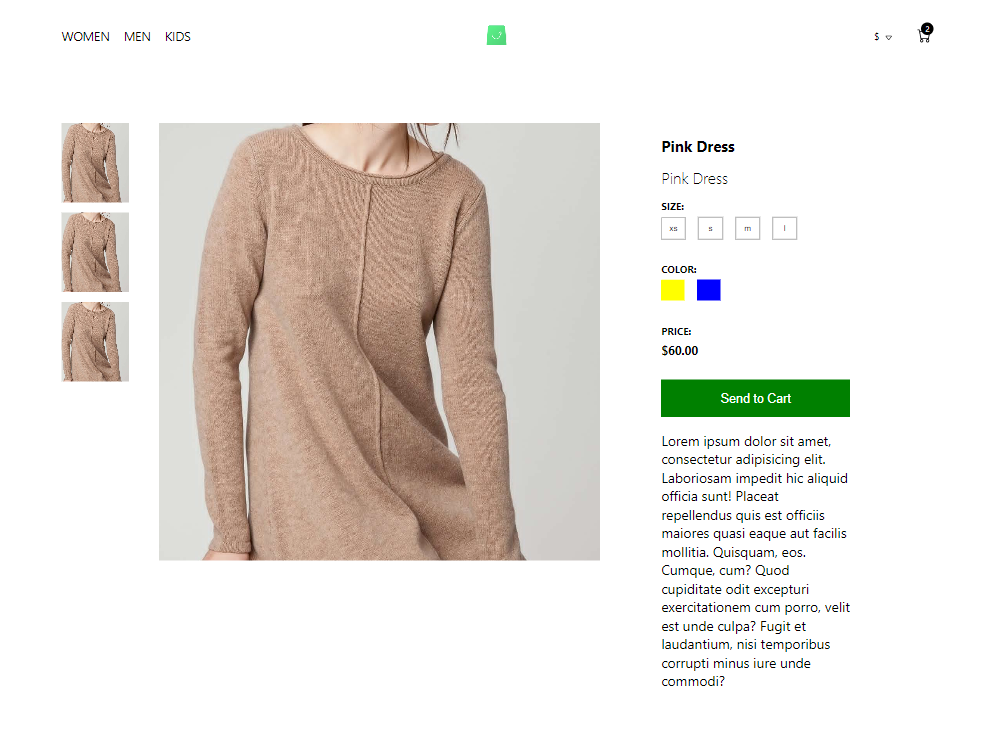 WOMEN MEN KIDS
$ 2
Pink Dress
Pink Dress
SIZE:
xs s m l
COLOR:
PRICE:
$60.00
Send to Cart
Lorem ipsum dolor sit amet,
consectetur adipisicing elit.
Laboriosam impedit hic aliquid
officia sunt! Placeat
repellendus quis est officiis
maiores quasi eaque aut facilis
mollitia. Quisquam, eos.
Cumque, cum? Quod
cupiditate odit excepturi
exercitationem cum porro, velit
est unde culpa? Fugit et
laudantium, nisi temporibus
corrupti minus iure unde
commodi?